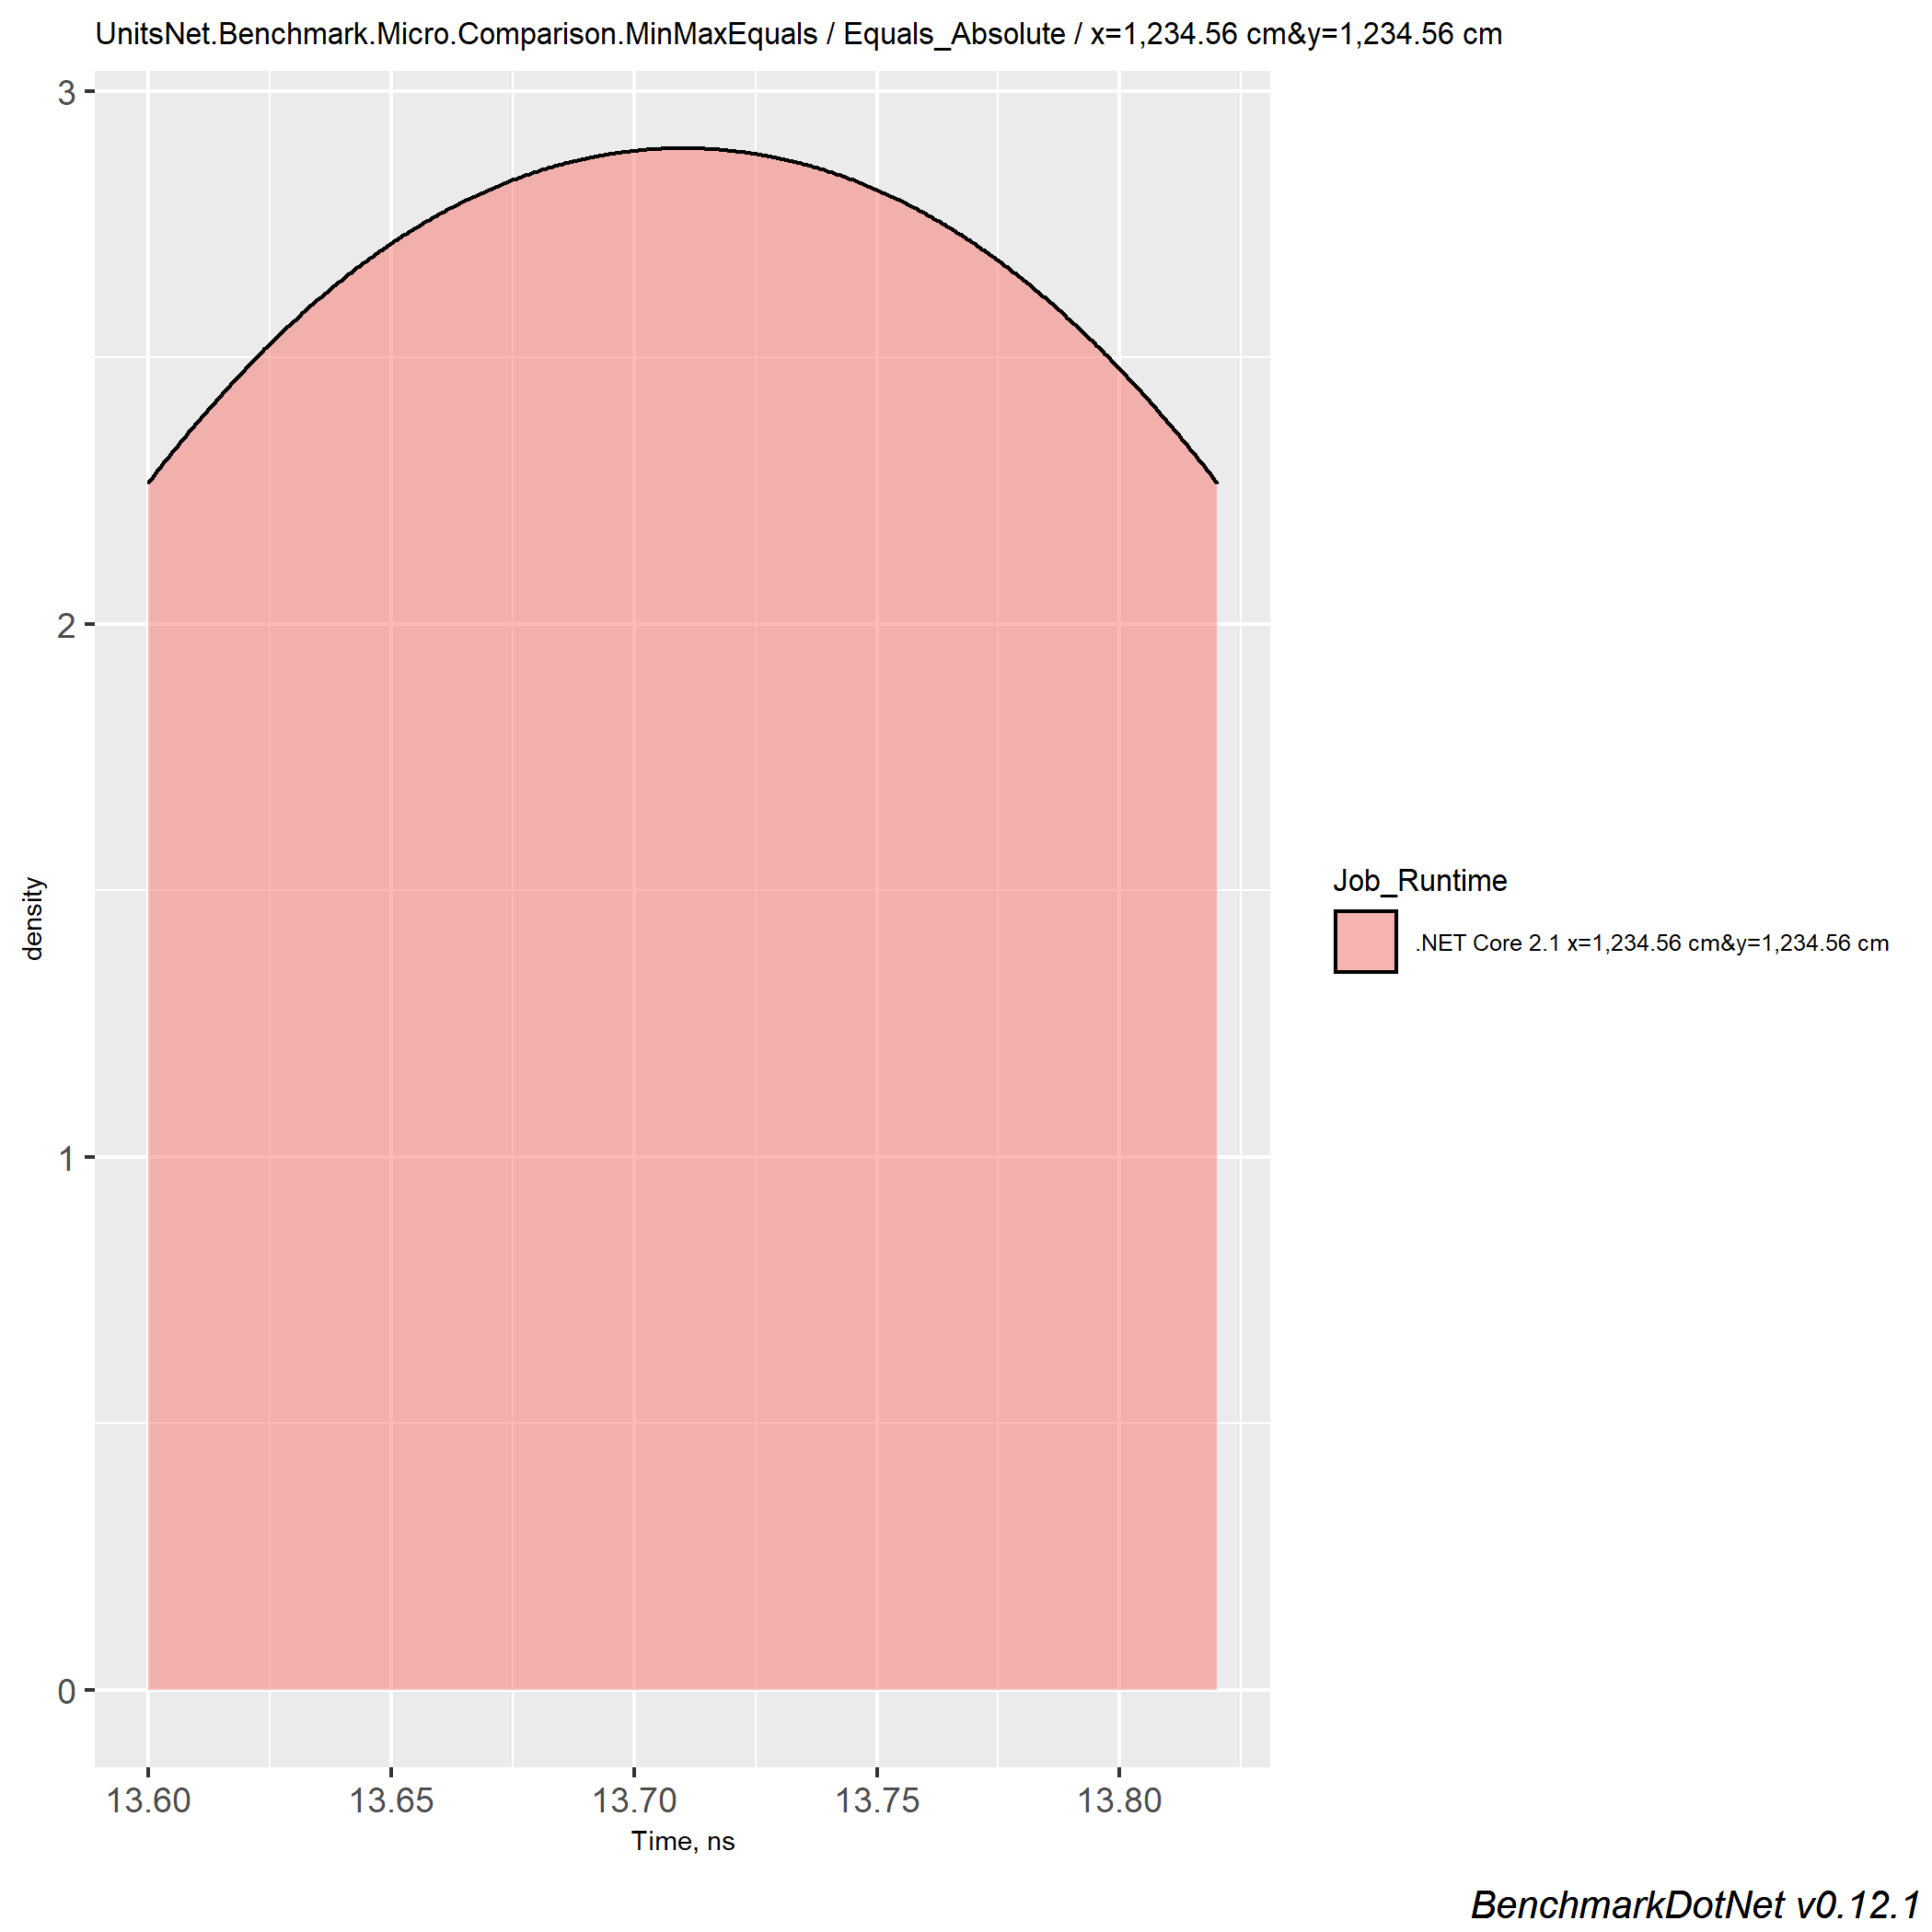 UnitsNet.Benchmark.Micro.Comparison.MinMaxEquals / Equals_Absolute / x=1,234.56 cm&y=1,234.56 cm
3
2
1
0
density
13.60 13.65 13.70 13.75 13.80
Time, ns
Job_Runtime
.NET Core 2.1 x=1,234.56 cm&y=1,234.56 cm
BenchmarkDotNet v0.12.1